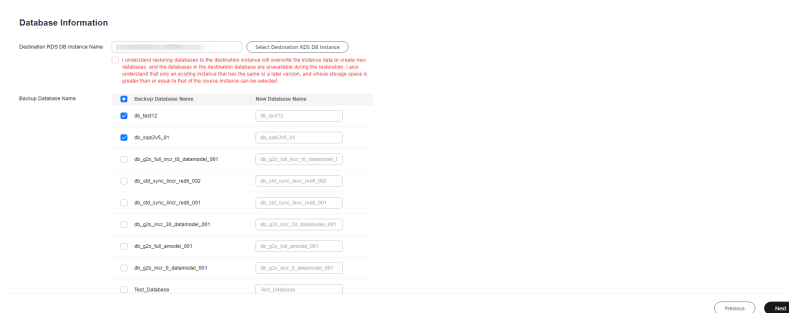 Database Information
Destination RDS DB Instance Name
Select Destination RDS DB Instance
I understand restoring databases to the destination instance will overwrite the instance data or create new
databases, and the databases in the destination database are unavailable during the restoration. I also
understand that only an existing instance that has the same or a later version, and whose storage space is
greater than or equal to that of the source instance can be selected.
Backup Database Name
Backup Database Name New Database Name
db_test12 db_test12
db_sqls2v5_01 db_sqls2v5_01
db_g2s_full_incr_t0_datamodel_001 db_g2s_full_incr_t0_datamodel_
db_std_sync_lincr_redit_002 db_std_sync_lincr_redit_002
db_std_sync_lincr_redit_001 db_std_sync_lincr_redit_001
db_g2s_incr_30_datamodel_001 db_g2s_incr_30_datamodel_001
db_g2s_full_amodel_001 db_g2s_full_amodel_001
db_g2s_incr_0_datamodel_001 db_g2s_incr_0_datamodel_001
Test_Database Test_Database
Previous Next